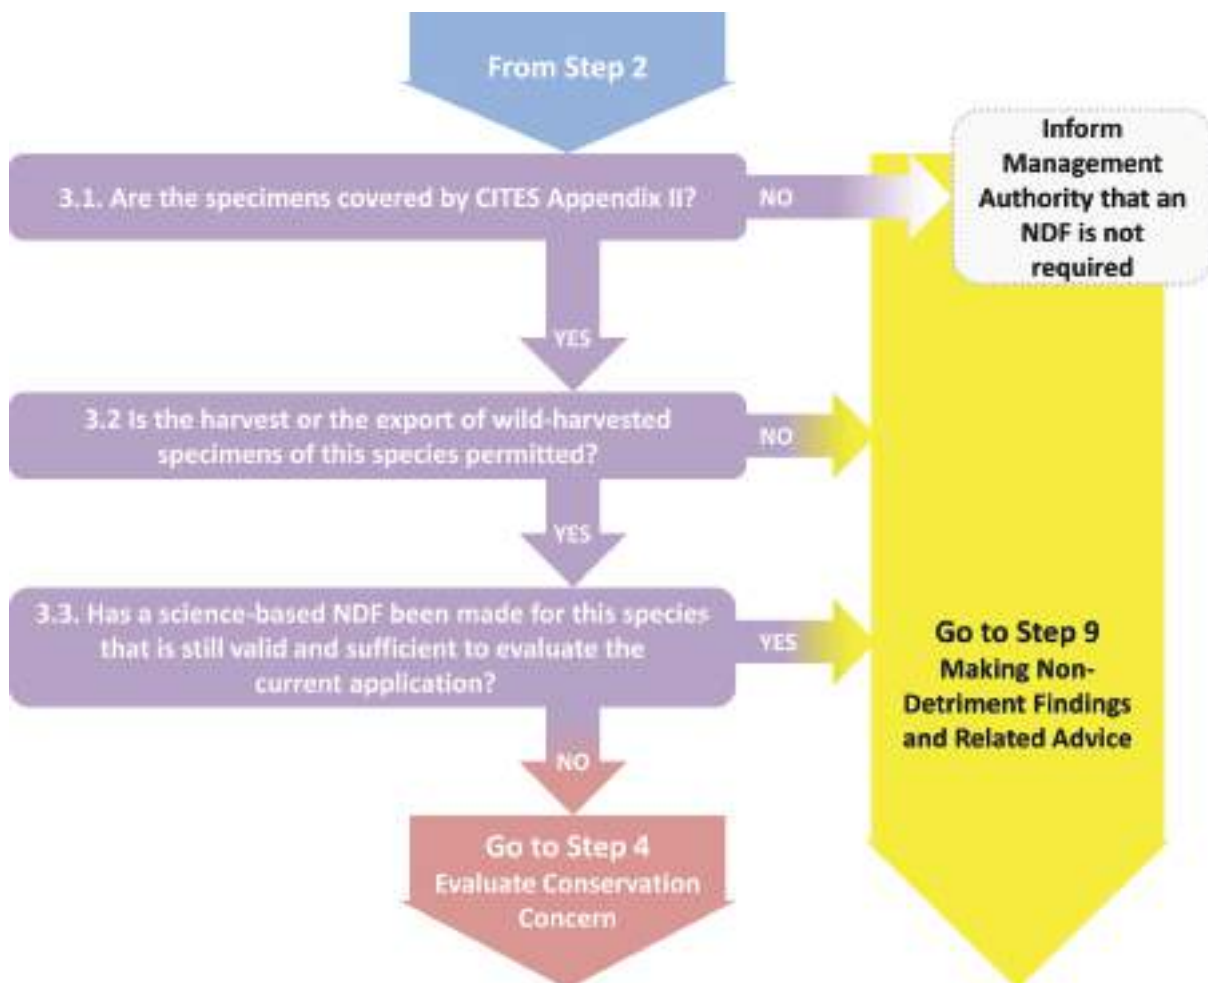 From Step 2
Inform
Management
Authority that an
NDF is not
required
3.1. Are the specimens covered by CITES Appendix II?
NO
YES
3.2 Is the harvest or the export of wild-harvested
specimens of this species permitted?
NO
YES
3.3. Has a science-based NDF been made for this species
that is still valid and sufficient to evaluate the
current application?
YES
NO
Go to Step 9
Making Non-
Detriment Findings
and Related Advice
Go to Step 4
Evaluate Conservation
Concern